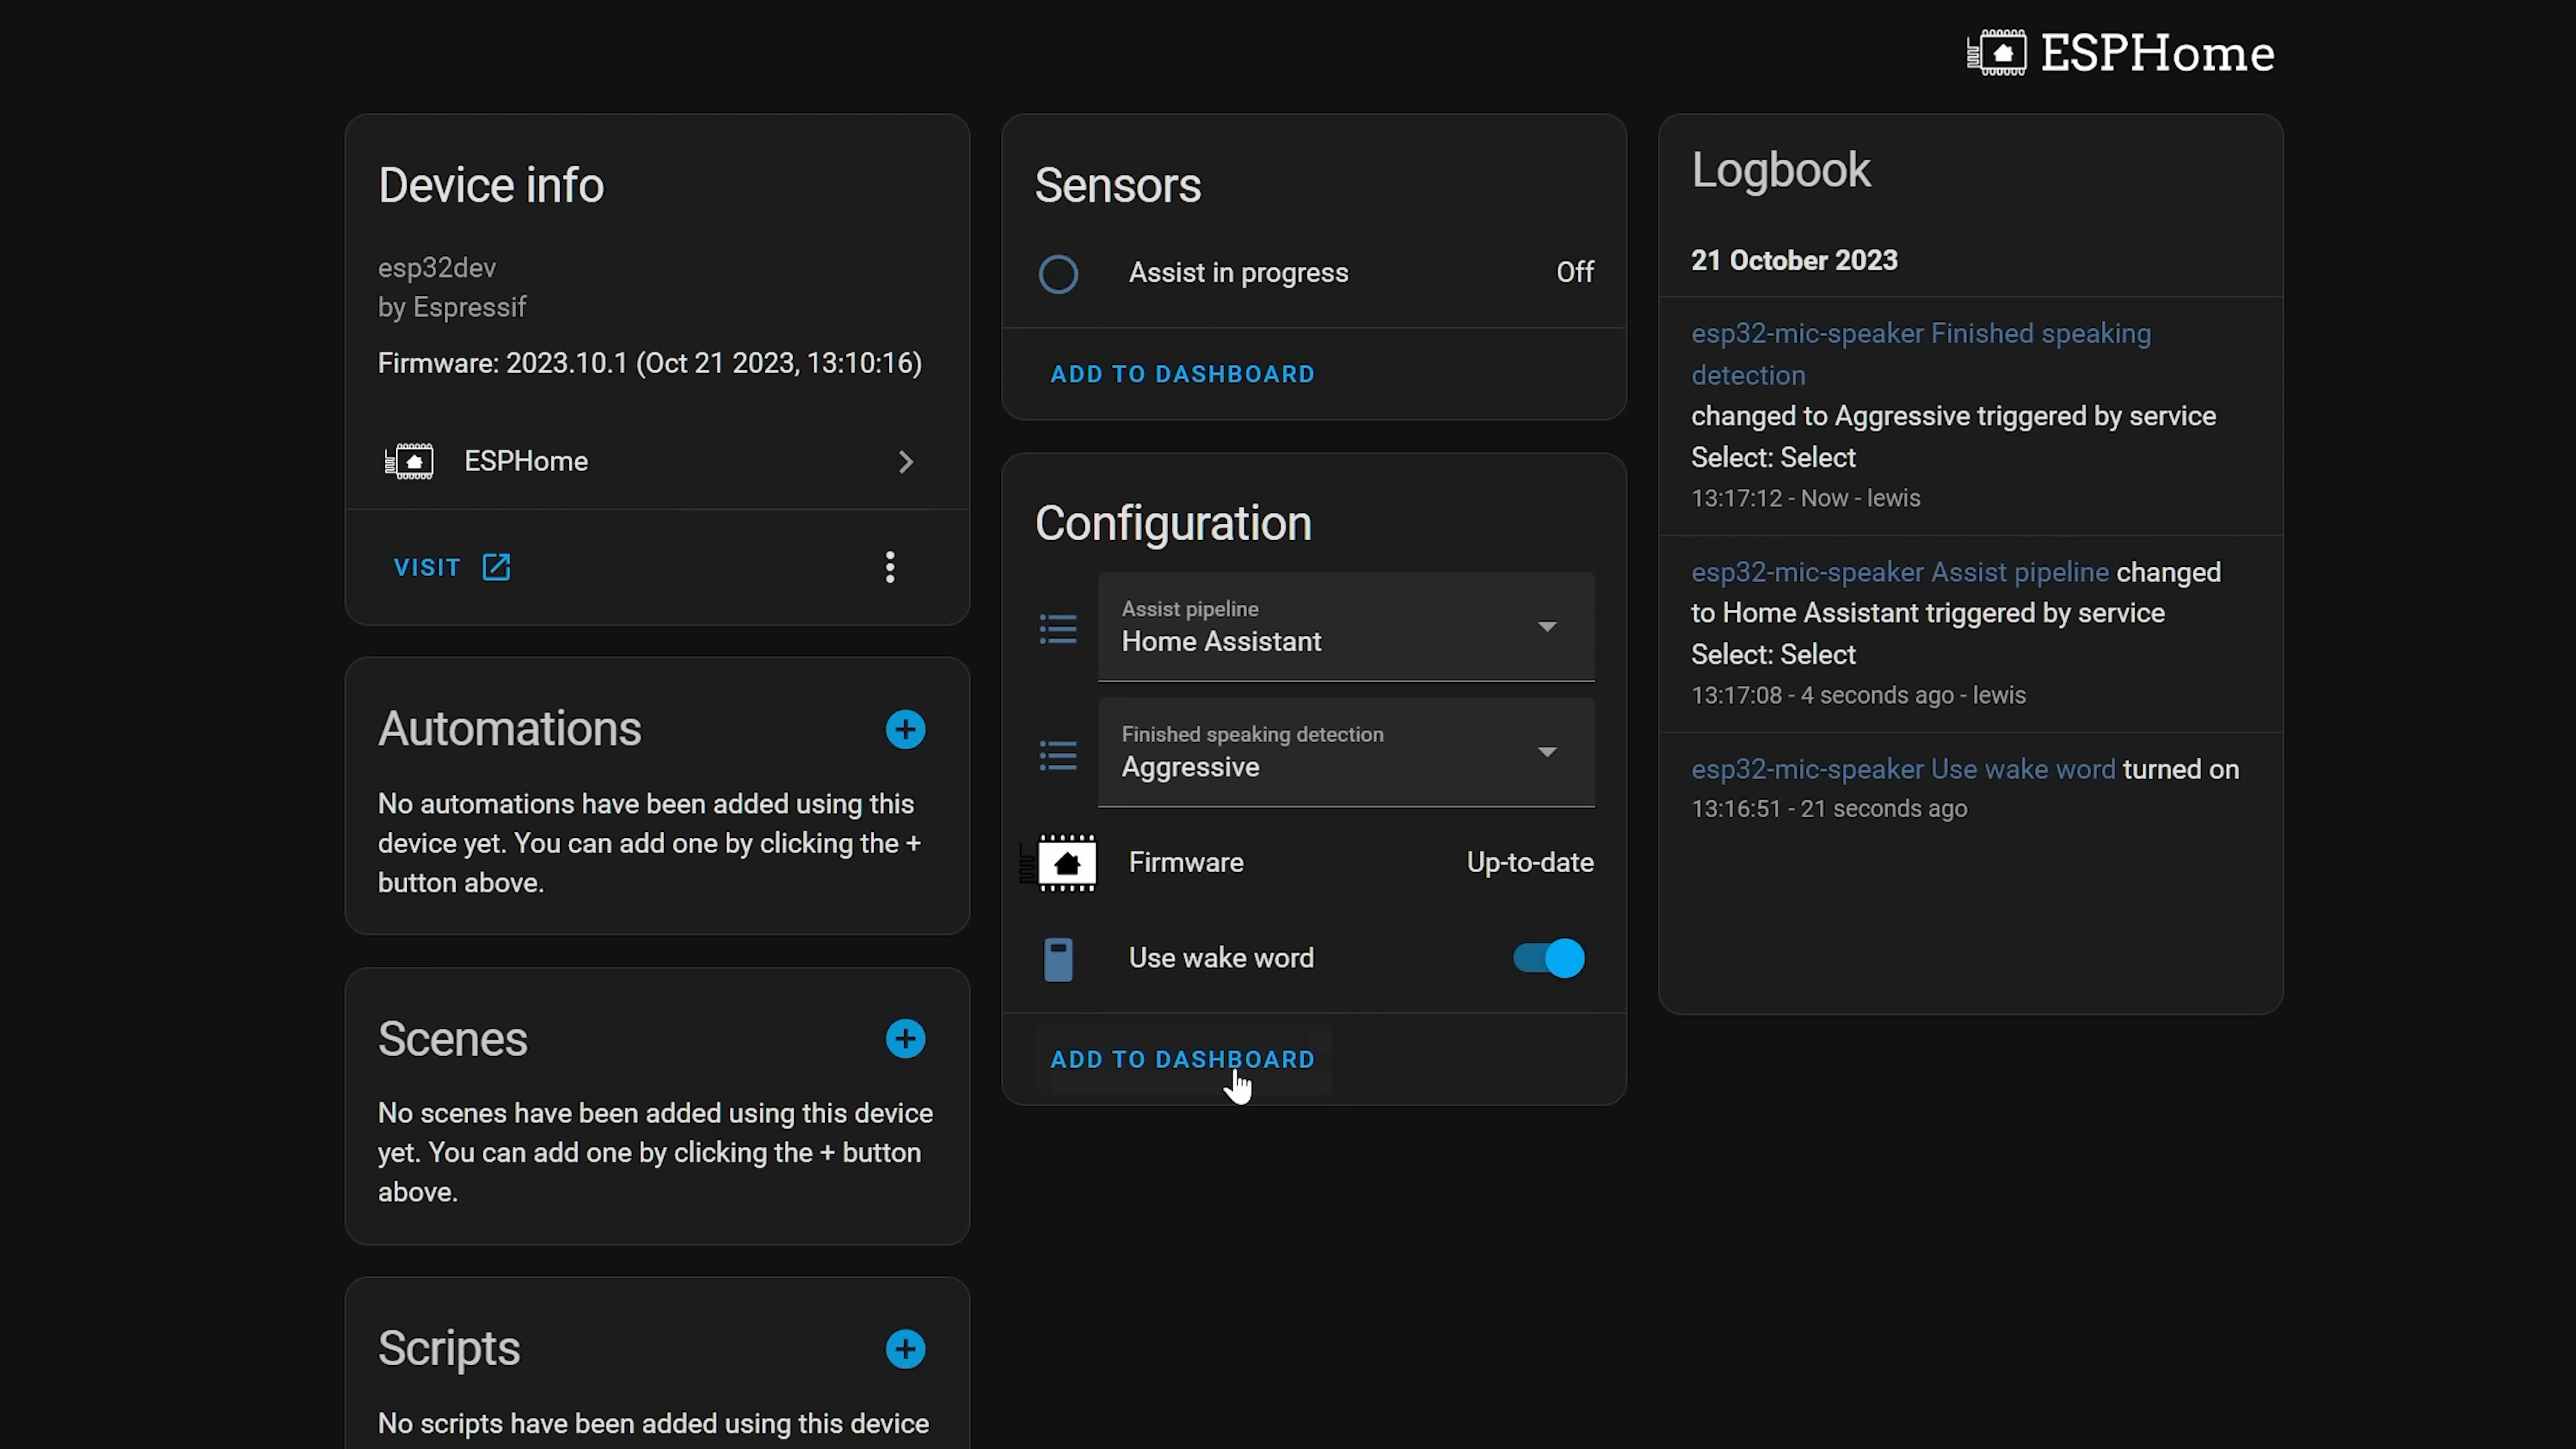 ESPHome
Device info
esp32dev
by Espressif
Firmware: 2023.10.1 (Oct 21 2023, 13:10:16)
ESPHome
VISIT
Automations
No automations have been added using this
device yet. You can add one by clicking the +
button above.
Scenes
No scenes have been added using this device
yet. You can add one by clicking the + button
above.
Scripts
No scripts have been added using this device
Sensors
Assist in progress Off
ADD TO DASHBOARD
Configuration
Assist pipeline
Home Assistant
Finished speaking detection
Aggressive
Firmware Up-to-date
Use wake word
ADD TO DASHBOARD
Logbook
21 October 2023
esp32-mic-speaker Finished speaking
detection
changed to Aggressive triggered by service
Select: Select
13:17:12 - Now - lewis
esp32-mic-speaker Assist pipeline changed
to Home Assistant triggered by service
Select: Select
13:17:08 - 4 seconds ago - lewis
esp32-mic-speaker Use wake word turned on
13:16:51 - 21 seconds ago